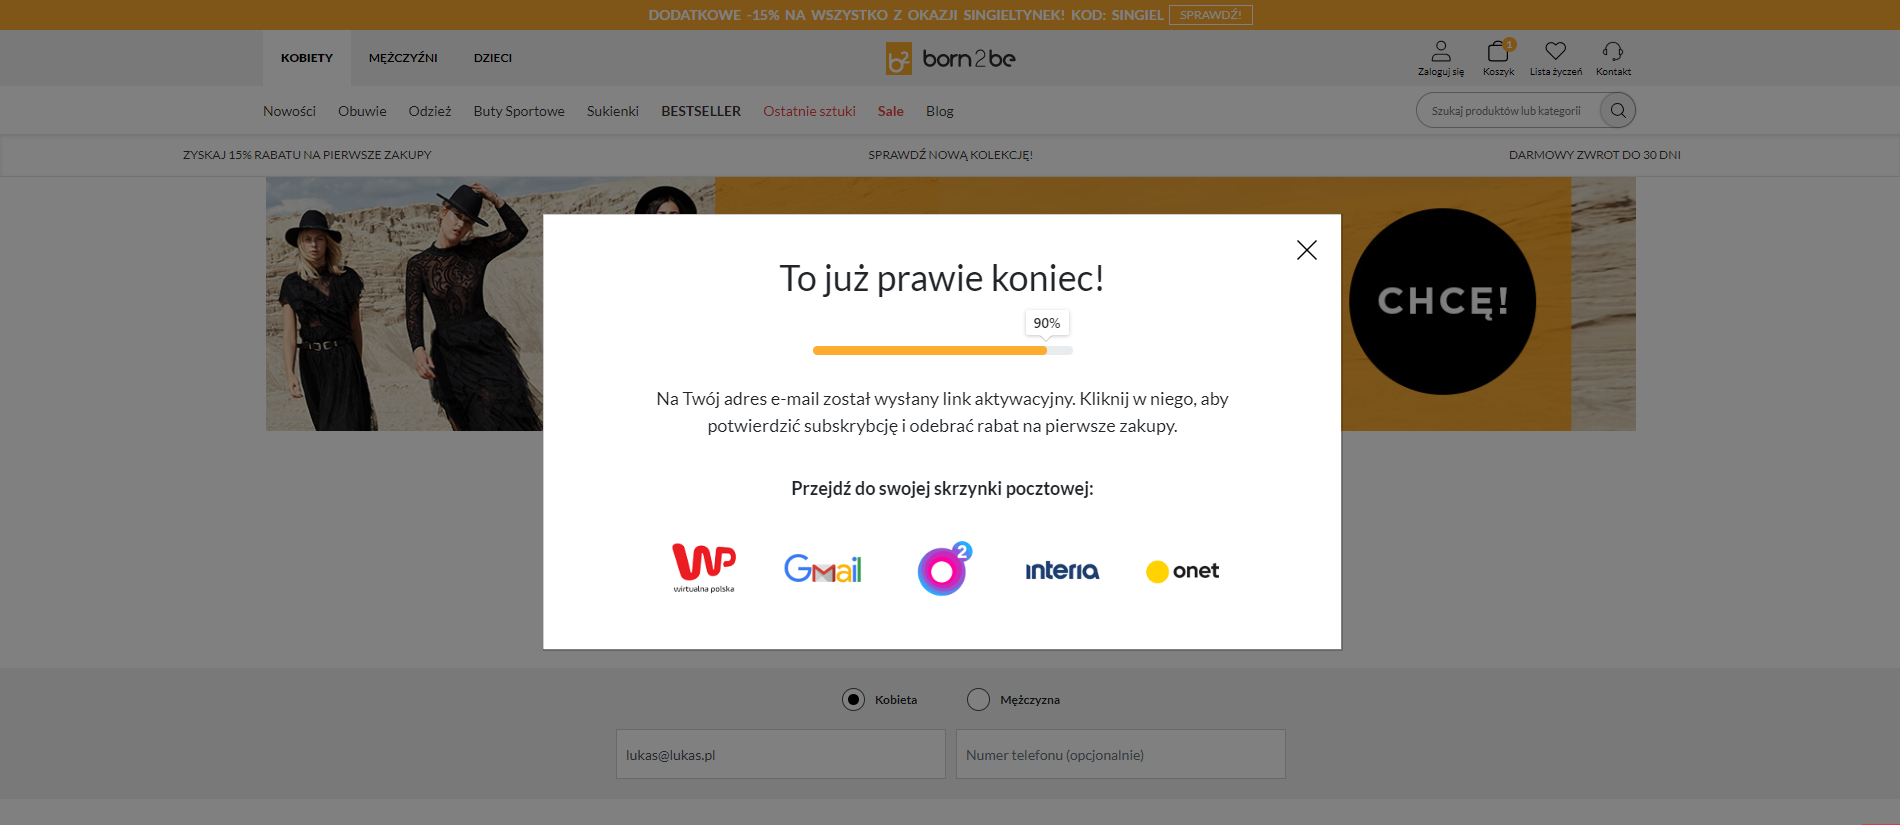 DODATKOWE -15% NA WSZYSTKO Z OKAZJI SINGIELTYNEK! KOD: SINGIEL SPRAWDŹ!
KOBIETY MĘŻCZYŹNI DZIECI
b2 born2be
1
Zaloguj się Koszyk Lista życzeń Kontakt
Nowości Obuwie Odzież Buty Sportowe Sukienki BESTSELLER Ostatnie sztuki Sale Blog
Szukaj produktów lub kategorii
ZYSKAJ 15% RABATU NA PIERWSZE ZAKUPY SPRAWDŹ NOWĄ KOLEKCJĘ! DARMOWY ZWROT DO 30 DNI
CHCĘ!
To już prawie koniec!
90%
Na Twój adres e-mail został wysłany link aktywacyjny. Kliknij w niego, aby
potwierdzić subskrybcję i odebrać rabat na pierwsze zakupy.
Przejdź do swojej skrzynki pocztowej:
WP wirtualna polska
Gmail
o2
interia
onet
Kobieta Mężczyzna
lukas@lukas.pl Numer telefonu (opcjonalnie)